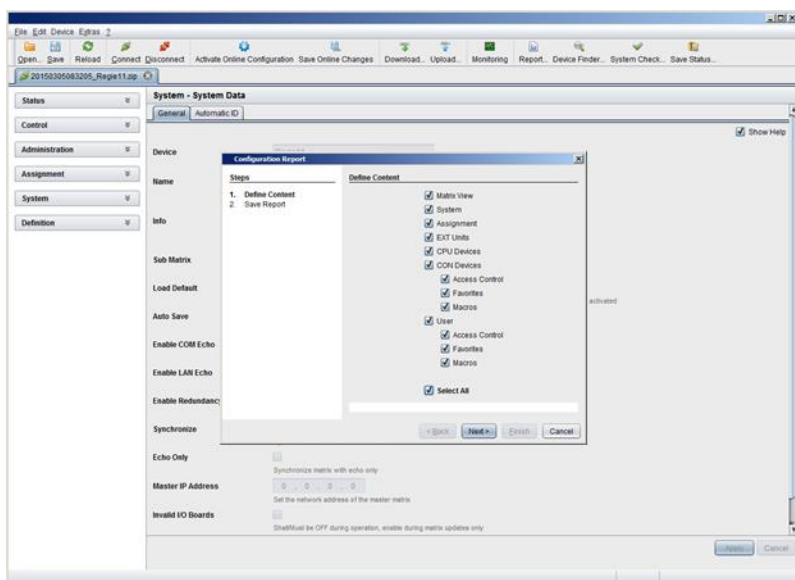 File Edit Device Extras ?
Open... Save Reload Connect Disconnect Activate Online Configuration Save Online Changes Download... Upload... Monitoring Report... Device Finder... System Check... Save Status...
20150305083205_Regie11.zip
Status
Control
Administration
Assignment
System
Definition
System - System Data
General Automatic ID
Show Help
Device
Name
Info
Sub Matrix
Load Default
activated
Auto Save
Enable COM Echo
Enable LAN Echo
Enable Redundancy
Synchronize
Echo Only
Synchronize matrix with echo only
Master IP Address
0 . 0 . 0 . 0
Set the network address of the master matrix
Invalid I/O Boards
Shall/Must be OFF during operation, enable during matrix updates only
Apply Cancel
Configuration Report
Steps
1. Define Content
2. Save Report
Define Content
Matrix View
System
Assignment
EXT Units
CPU Devices
CON Devices
Access Control
Favorites
Macros
User
Access Control
Favorites
Macros
Select All
< Back Next > Finish Cancel